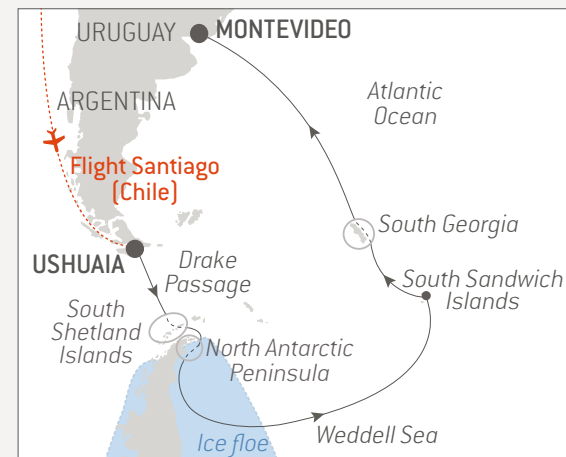 URUGUAY
MONTEVIDEO
Atlantic
Ocean
ARGENTINA
Flight Santiago
(Chile)
South Georgia
USHUAIA
Drake
Passage
South Sandwich
Islands
South
Shetland
Islands
North Antarctic
Peninsula
Ice floe
Weddell Sea